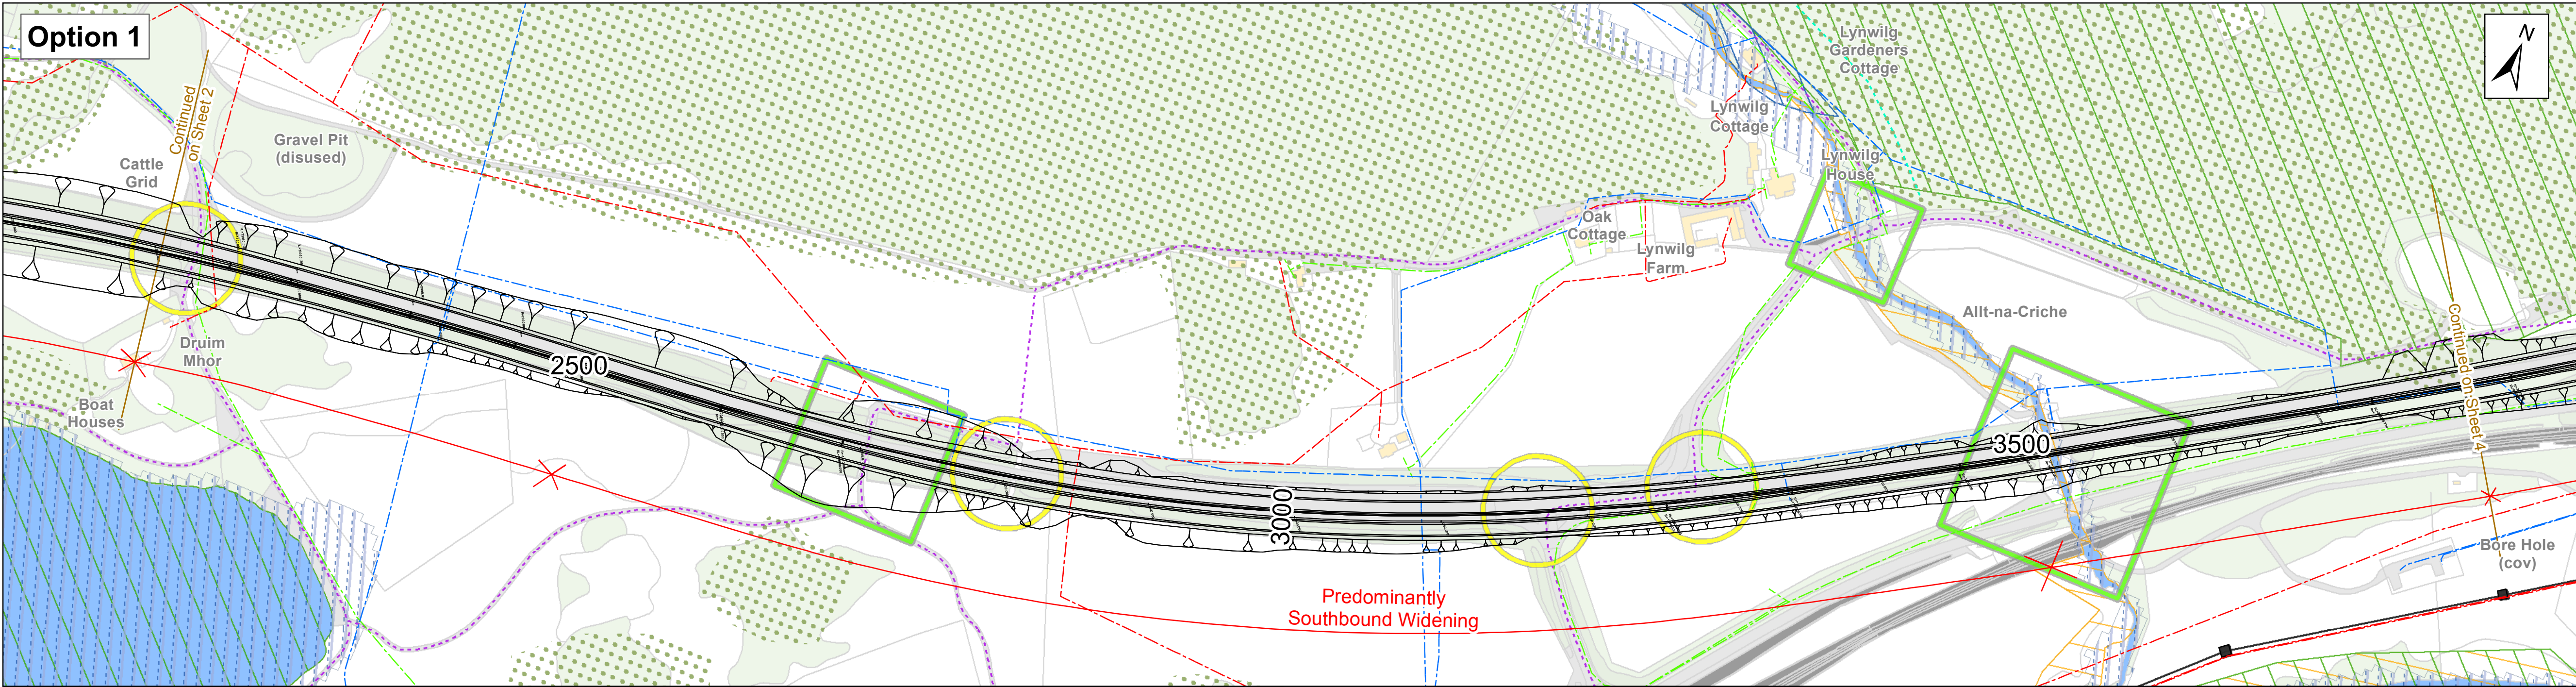 Option 1
N
Continued
on Sheet 2
Cattle
Grid
Gravel Pit
(disused)
Lynwilg
Gardeners
Cottage
Lynwilg
Cottage
Lynwilg
House
Oak
Cottage
Lynwilg
Farm
Allt-na-Criche
Druim
Mhor
Boat
Houses
2500
3000
3500
Continued on Sheet 4
Bore Hole
(cov)
Predominantly
Southbound Widening